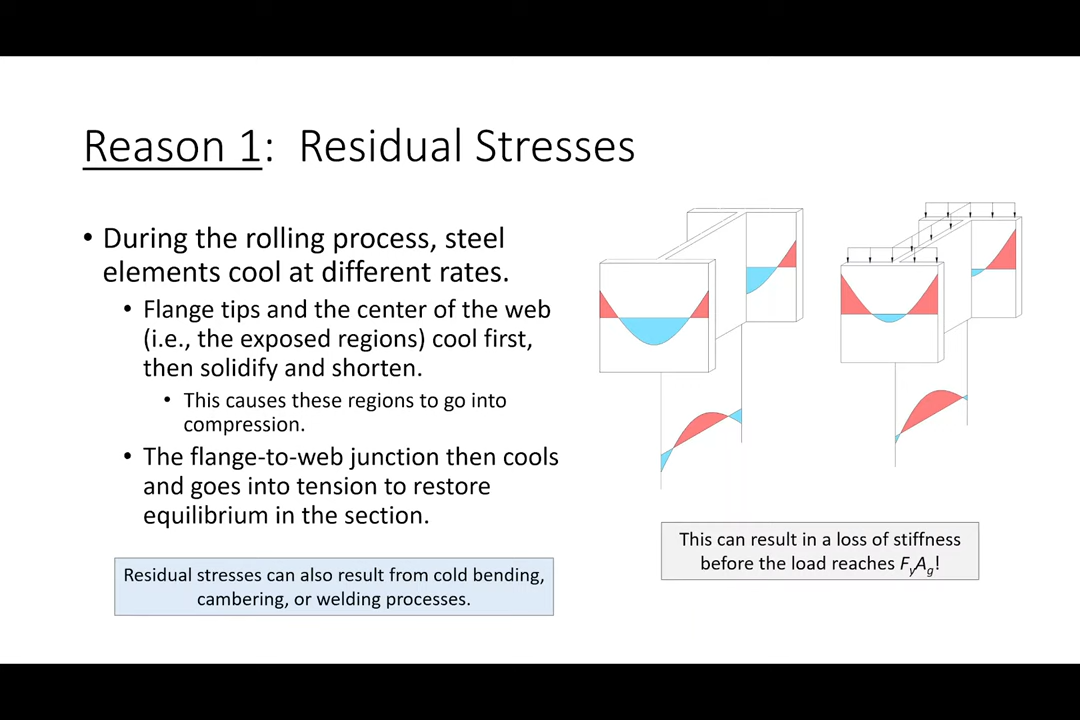 Reason 1: Residual Stresses
• During the rolling process, steel
elements cool at different rates.
• Flange tips and the center of the web
(i.e., the exposed regions) cool first,
then solidify and shorten.
• This causes these regions to go into
compression.
• The flange-to-web junction then cools
and goes into tension to restore
equilibrium in the section.
Residual stresses can also result from cold bending,
cambering, or welding processes.
This can result in a loss of stiffness
before the load reaches FyAg!